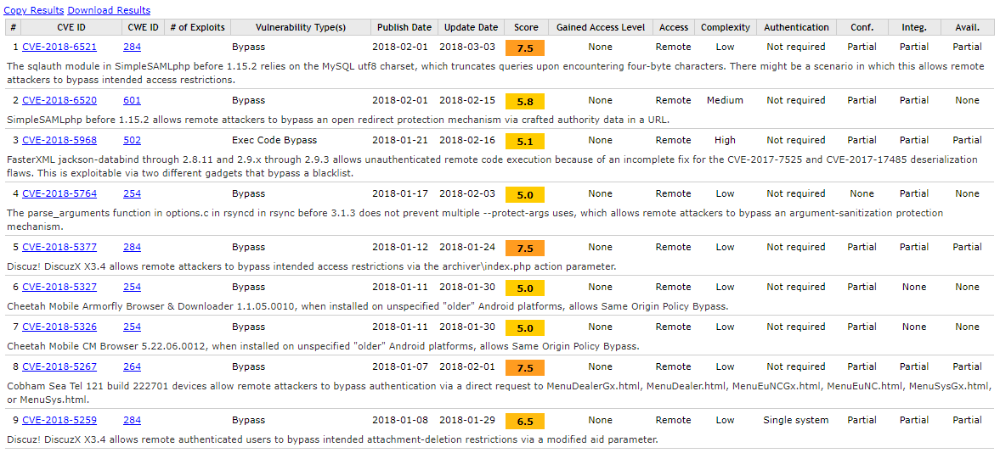 Copy Results Download Results
# CVE ID CWE ID # of Exploits Vulnerability Type(s) Publish Date Update Date Score Gained Access Level Access Complexity Authentication Conf. Integ. Avail.
1 CVE-2018-6521 284 Bypass 2018-02-01 2018-03-03 7.5 None Remote Low Not required Partial Partial Partial
The sqlauth module in SimpleSAMLphp before 1.15.2 relies on the MySQL utf8 charset, which truncates queries upon encountering four-byte characters. There might be a scenario in which this allows remote
attackers to bypass intended access restrictions.
2 CVE-2018-6520 601 Bypass 2018-02-01 2018-02-15 5.8 None Remote Medium Not required Partial Partial None
SimpleSAMLphp before 1.15.2 allows remote attackers to bypass an open redirect protection mechanism via crafted authority data in a URL.
3 CVE-2018-5968 502 Exec Code Bypass 2018-01-21 2018-02-16 5.1 None Remote High Not required Partial Partial Partial
FasterXML jackson-databind through 2.8.11 and 2.9.x through 2.9.3 allows unauthenticated remote code execution because of an incomplete fix for the CVE-2017-7525 and CVE-2017-17485 deserialization
flaws. This is exploitable via two different gadgets that bypass a blacklist.
4 CVE-2018-5764 254 Bypass 2018-01-17 2018-02-03 5.0 None Remote Low Not required None Partial None
The parse_arguments function in options.c in rsyncd in rsync before 3.1.3 does not prevent multiple --protect-args uses, which allows remote attackers to bypass an argument-sanitization protection
mechanism.
5 CVE-2018-5377 284 Bypass 2018-01-12 2018-01-24 7.5 None Remote Low Not required Partial Partial Partial
Discuz! DiscuzX X3.4 allows remote attackers to bypass intended access restrictions via the archiver\index.php action parameter.
6 CVE-2018-5327 254 Bypass 2018-01-11 2018-01-30 5.0 None Remote Low Not required Partial None None
Cheetah Mobile Armorfly Browser & Downloader 1.1.05.0010, when installed on unspecified "older" Android platforms, allows Same Origin Policy Bypass.
7 CVE-2018-5326 254 Bypass 2018-01-11 2018-01-30 5.0 None Remote Low Not required Partial None None
Cheetah Mobile CM Browser 5.22.06.0012, when installed on unspecified "older" Android platforms, allows Same Origin Policy Bypass.
8 CVE-2018-5267 264 Bypass 2018-01-07 2018-02-01 7.5 None Remote Low Not required Partial Partial Partial
Cobham Sea Tel 121 build 222701 devices allow remote attackers to bypass authentication via a direct request to MenuDealerGx.html, MenuDealer.html, MenuEuNCGx.html, MenuEuNC.html, MenuSysGx.html,
or MenuSys.html.
9 CVE-2018-5259 284 Bypass 2018-01-08 2018-01-29 6.5 None Remote Low Single system Partial Partial Partial
Discuz! DiscuzX X3.4 allows remote authenticated users to bypass intended attachment-deletion restrictions via a modified aid parameter.